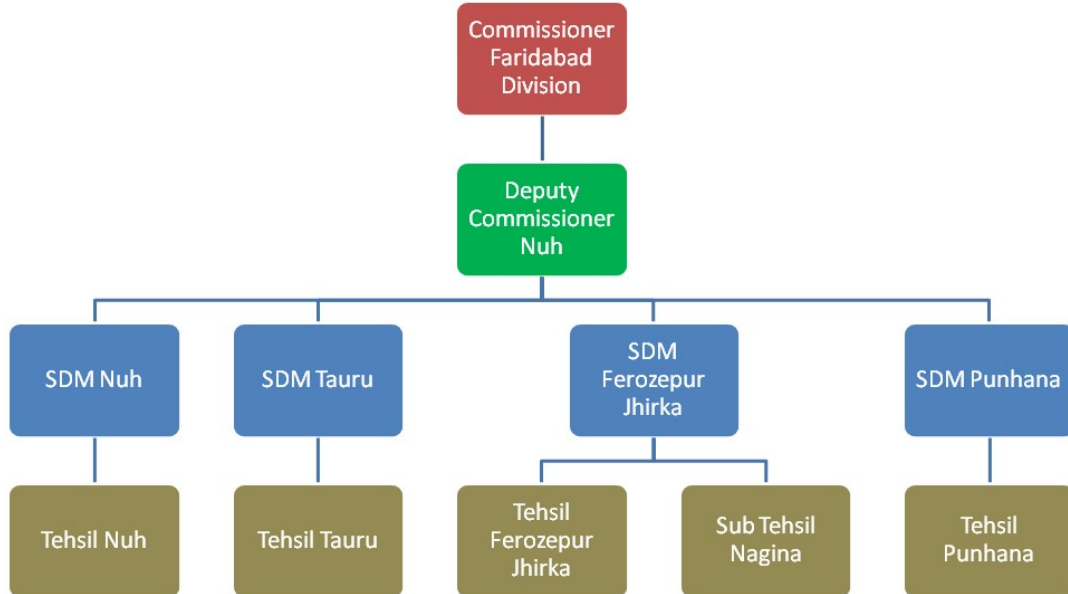 Commissioner
Faridabad
Division
Deputy
Commissioner
Nuh
SDM Nuh
SDM Tauru
SDM
Ferozepur
Jhirka
SDM Punhana
Tehsil Nuh
Tehsil Tauru
Tehsil
Ferozepur
Jhirka
Sub Tehsil
Nagina
Tehsil
Punhana